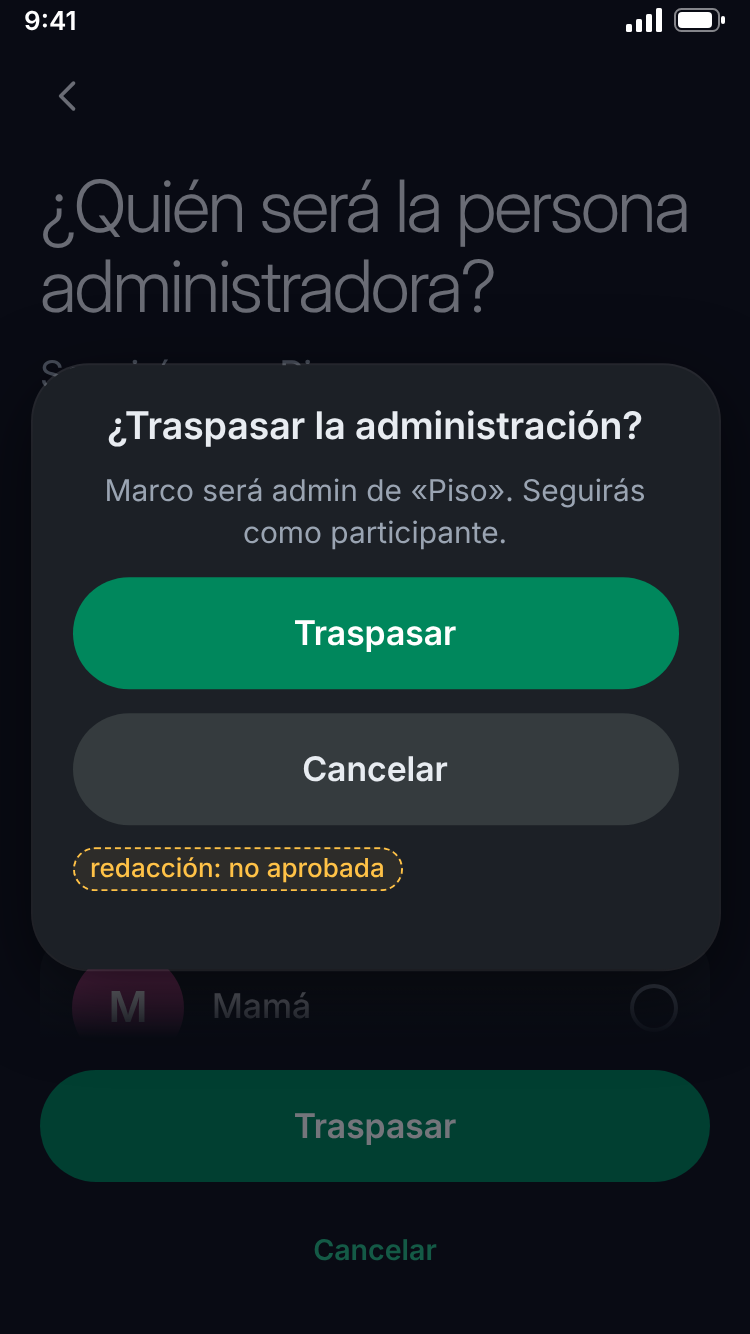 9:41
¿Quién será la persona
administradora?
¿Traspasar la administración?
Marco será admin de «Piso». Seguirás
como participante.
Traspasar
Cancelar
redacción: no aprobada
M
Mamá
Traspasar
Cancelar